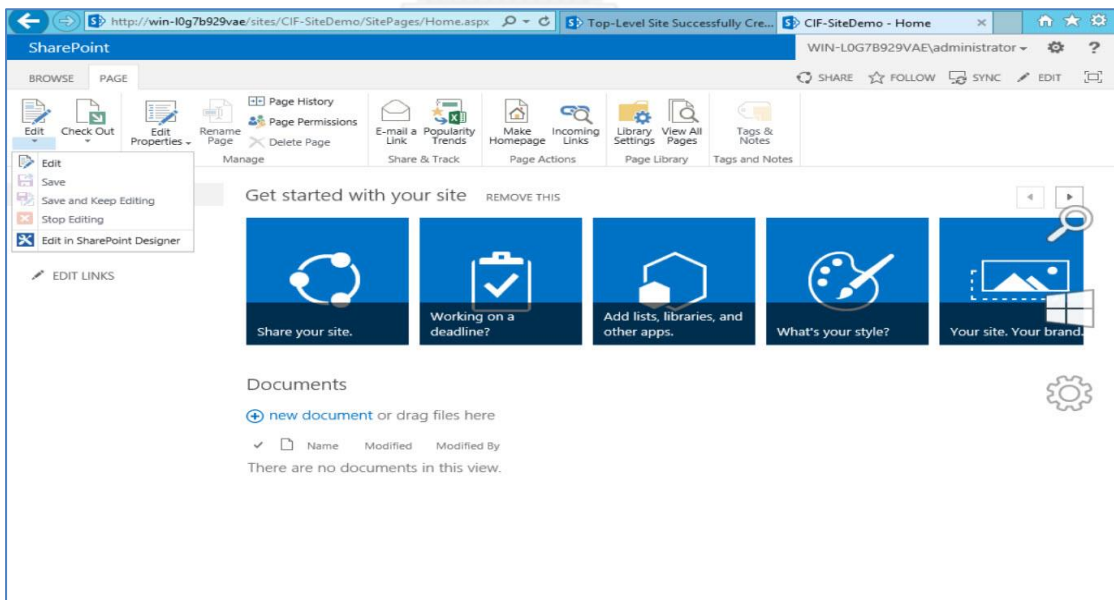 http://win-l0g7b929vae/sites/CIF-SiteDemo/SitePages/Home.aspx
Top-Level Site Successfully Cre...
CIF-SiteDemo - Home
SharePoint
WIN-L0G7B929VAE\administrator
?
BROWSE PAGE
SHARE FOLLOW SYNC EDIT
Edit
Check Out
Edit Properties
Rename Page
Page History
Page Permissions
Delete Page
E-mail a Link
Popularity Trends
Make Homepage
Incoming Links
Library Settings
View All Pages
Tags & Notes
Manage
Share & Track
Page Actions
Page Library
Tags and Notes
Edit
Save
Save and Keep Editing
Stop Editing
Edit in SharePoint Designer
EDIT LINKS
Get started with your site REMOVE THIS
Share your site.
Working on a
deadline?
Add lists, libraries, and
other apps.
What's your style?
Your site. Your brand.
Documents
new document or drag files here
Name Modified Modified By
There are no documents in this view.